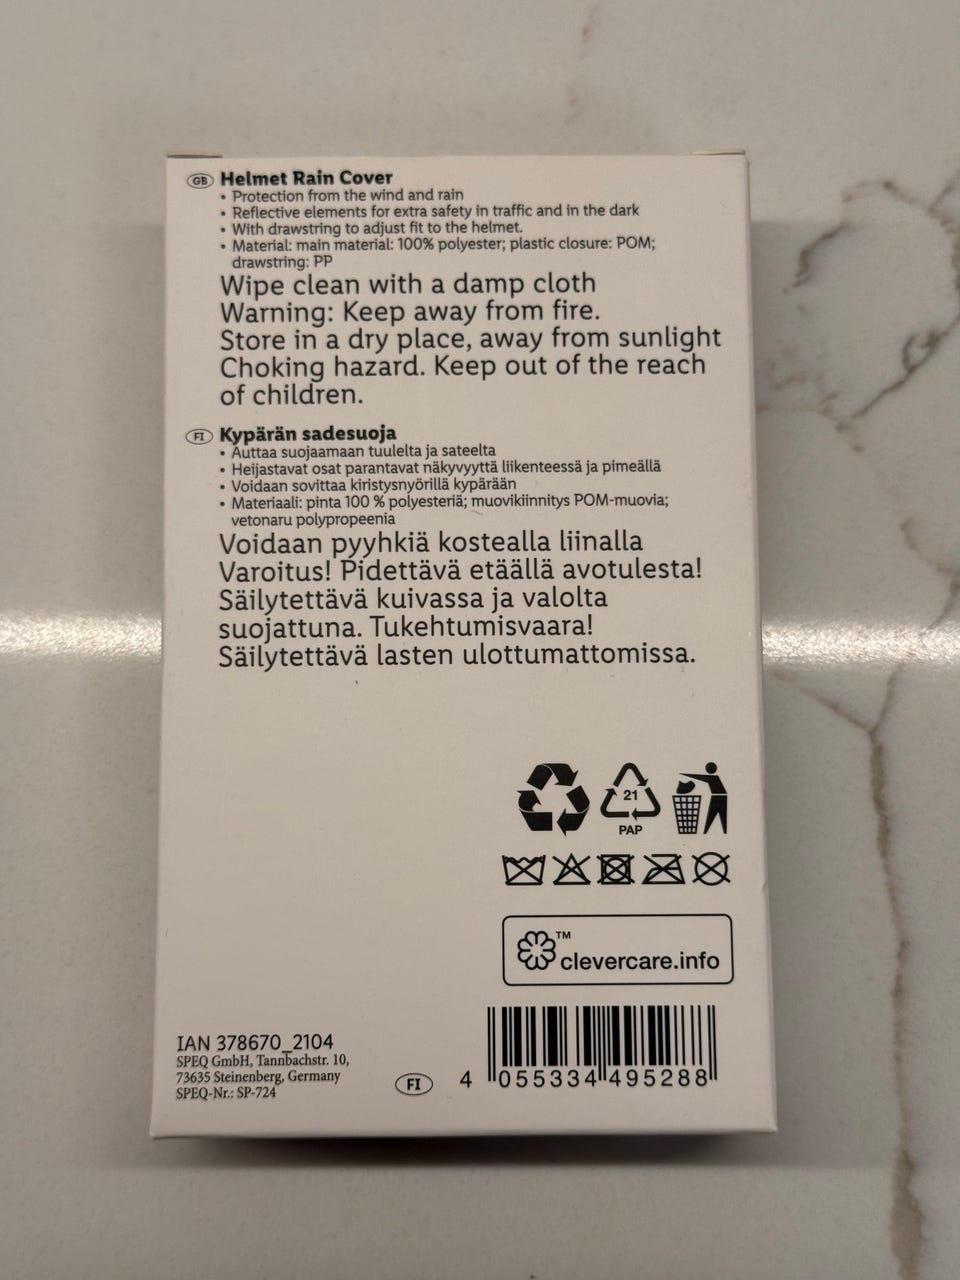 GB Helmet Rain Cover
• Protection from the wind and rain
• Reflective elements for extra safety in traffic and in the dark
• With drawstring to adjust fit to the helmet.
• Material: main material: 100% polyester; plastic closure: POM;
drawstring: PP
Wipe clean with a damp cloth
Warning: Keep away from fire.
Store in a dry place, away from sunlight
Choking hazard. Keep out of the reach
of children.
FI Kypärän sadesuoja
• Auttaa suojaamaan tuulelta ja sateelta
• Heijastavat osat parantavat näkyvyyttä liikenteessä ja pimeällä
• Voidaan sovittaa kiristysnyörillä kypärään
• Materiaali: pinta 100 % polyesteriä; muovikiinnitys POM-muovia;
vetonaru polypropeenia
Voidaan pyyhkiä kostealla liinalla
Varoitus! Pidettävä etäällä avotulesta!
Säilytettävä kuivassa ja valolta
suojattuna. Tukehtumisvaara!
Säilytettävä lasten ulottumattomissa.
21
PAP
™
clevercare.info
IAN 378670_2104
SPEQ GmbH, Tannbachstr. 10,
73635 Steinenberg, Germany
SPEQ-Nr.: SP-724
FI
4 055334 495288